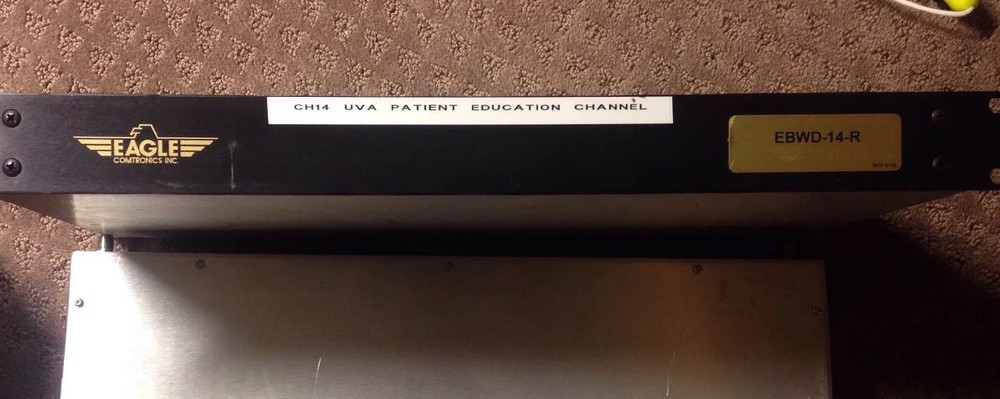 CH14 UVA PATIENT EDUCATION CHANNEL
EAGLE
COMTRONICS INC.
EBWD-14-R